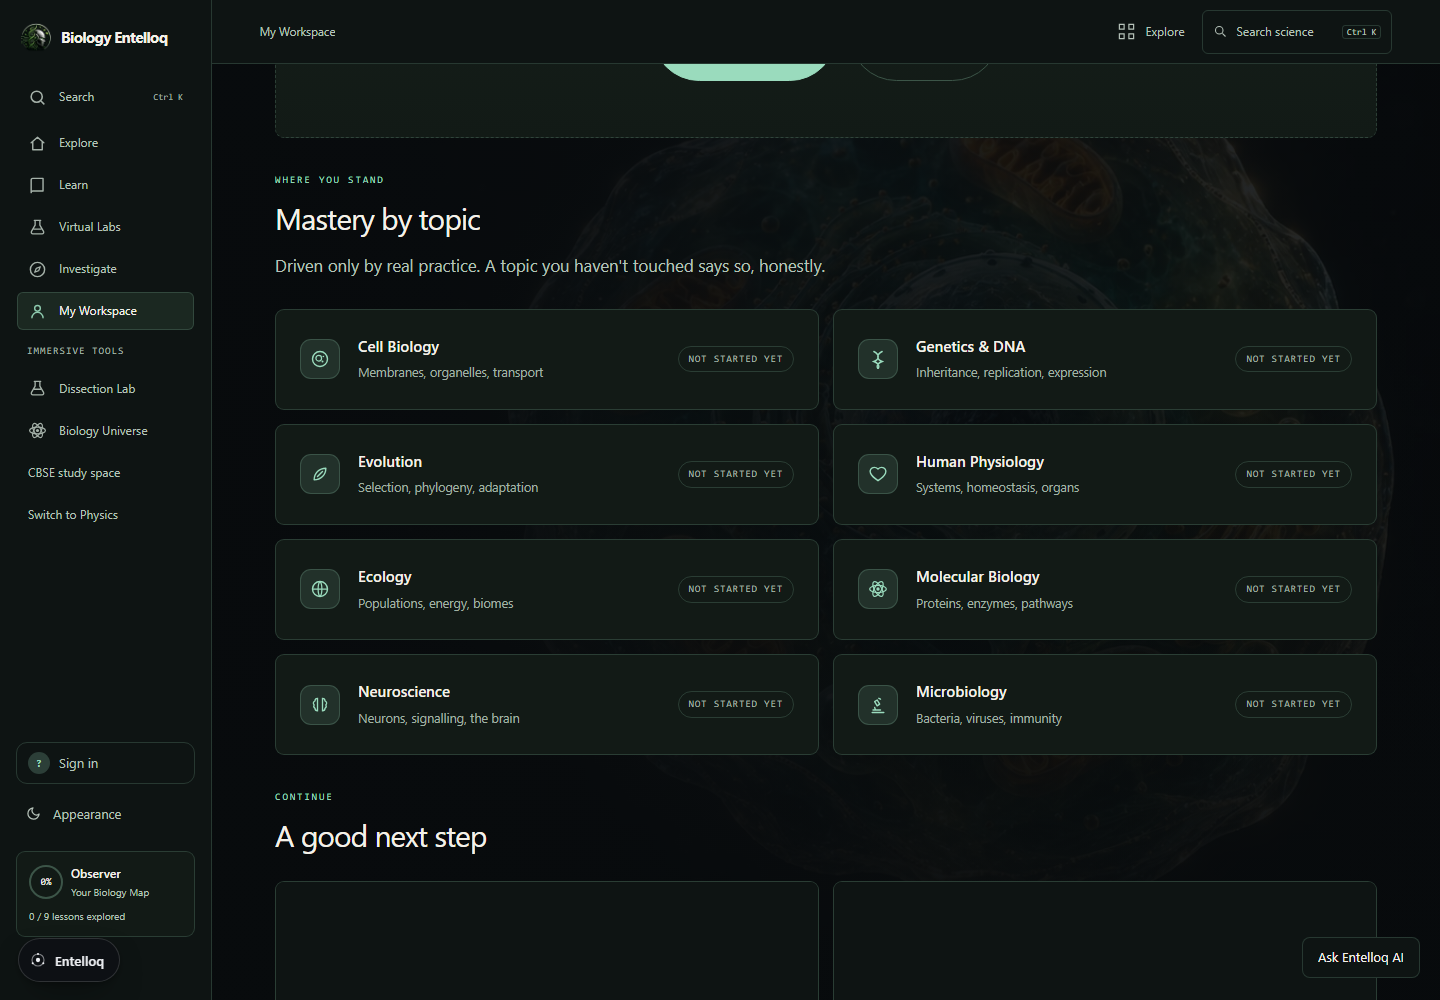 Biology Entelloq
Search Ctrl K
Explore
Learn
Virtual Labs
Investigate
My Workspace
IMMERSIVE TOOLS
Dissection Lab
Biology Universe
CBSE study space
Switch to Physics
? Sign in
Appearance
0% Observer
Your Biology Map
0 / 9 lessons explored
Entelloq
My Workspace
Explore
Search science Ctrl K
WHERE YOU STAND
Mastery by topic
Driven only by real practice. A topic you haven't touched says so, honestly.
Cell Biology
Membranes, organelles, transport
NOT STARTED YET
Genetics & DNA
Inheritance, replication, expression
NOT STARTED YET
Evolution
Selection, phylogeny, adaptation
NOT STARTED YET
Human Physiology
Systems, homeostasis, organs
NOT STARTED YET
Ecology
Populations, energy, biomes
NOT STARTED YET
Molecular Biology
Proteins, enzymes, pathways
NOT STARTED YET
Neuroscience
Neurons, signalling, the brain
NOT STARTED YET
Microbiology
Bacteria, viruses, immunity
NOT STARTED YET
CONTINUE
A good next step
Ask Entelloq AI